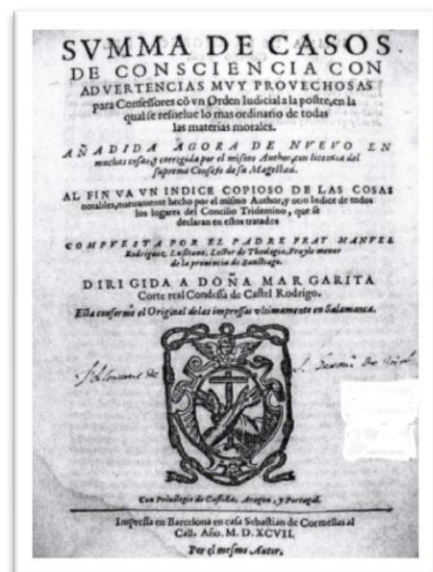 SVMMA DE CASOS
DE CONSCIENCIA CON
ADVERTENCIAS MVY PROVECHOSAS
para Confessores cõ vn Orden Iudicial a la postre, en la
qual se resuelue lo mas ordinario de todas
las materias morales.
AÑADIDA AGORA DE NVEVO EN
muchas cosas, y corregida por el mismo Author, con licencia del
supremo Consejo de su Magestad.
AL FIN VA VN INDICE COPIOSO DE LAS COSAS
notables, nueuamente hecho por el mismo Author, y otro Indice de todos
los lugares del Concilio Tridentino, que se
declaran en estos tratados
COMPVESTA POR EL PADRE FRAY MANVEL
Rodriguez, Lusitano, Lector de Theologia, Frayle menor
de la prouincia de Sanctiago.
DIRIGIDA A DOÑA MARGARITA
Corte real Condessa de Castel Rodrigo.
Esta conforme el Original de las impressas vltimamente en Salamanca.
Con Priuilegio de Castilla, Aragon, y Portugal.
Impressa en Barcelona en casa Sebastian de Cormellas al
Call. Año. M. D. XCVII.
Por el mesmo Autor,